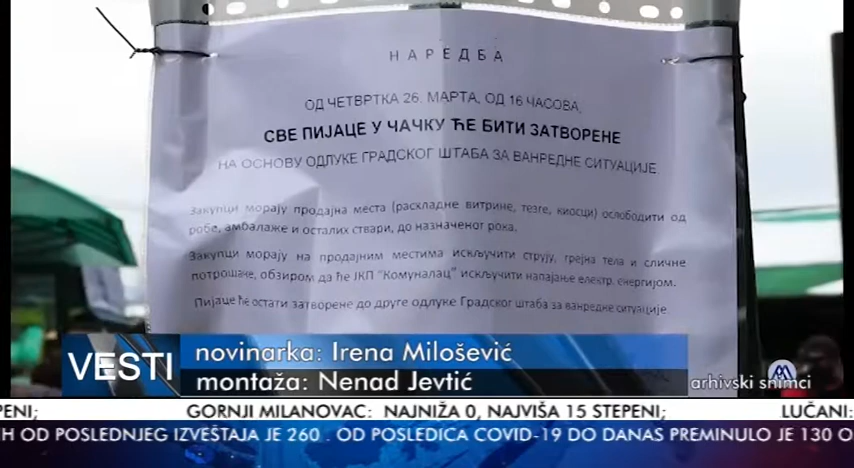 НАРЕДБА
ОД ЧЕТВРТКА 26. МАРТА, ОД 16 ЧАСОВА,
СВЕ ПИЈАЦЕ У ЧАЧКУ ЋЕ БИТИ ЗАТВОРЕНЕ
НА ОСНОВУ ОДЛУКЕ ГРАДСКОГ ШТАБА ЗА ВАНРЕДНЕ СИТУАЦИЈЕ.
Закупци морају продајна места (раскладне витрине, тезге, киосци) ослободити од
робе, амбалаже и осталих ствари, до назначеног рока.
Закупци морају на продајним местима искључити струју, грејна тела и сличне
потрошаче, обзиром да ће ЈКП "Комуналац" искључити напајање електр. енергијом.
Пијаце ће остати затворене до друге одлуке Градског штаба за ванредне ситуације.
VESTI
novinarka: Irena Milošević
montaža: Nenad Jevtić
arhivski snimci
PENI; GORNJI MILANOVAC: NAJNIŽA 0, NAJVIŠA 15 STEPENI; LUČANI:
H OD POSLEDNJEG IZVEŠTAJA JE 260 . OD POSLEDICA COVID-19 DO DANAS PREMINULO JE 130 O